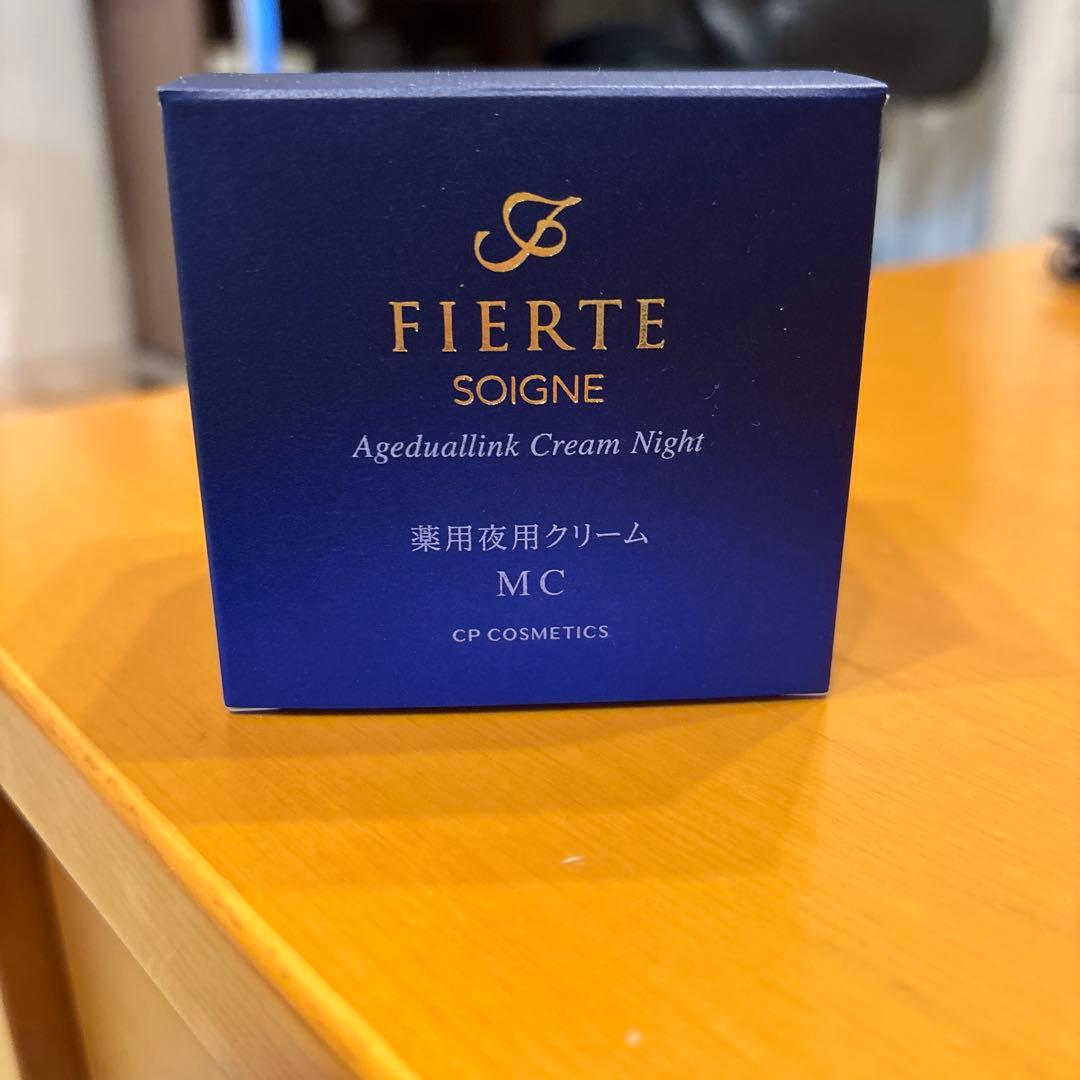 FIERTE
SOIGNE
Ageduallink Cream Night
薬用夜用クリーム
MC
CP COSMETICS